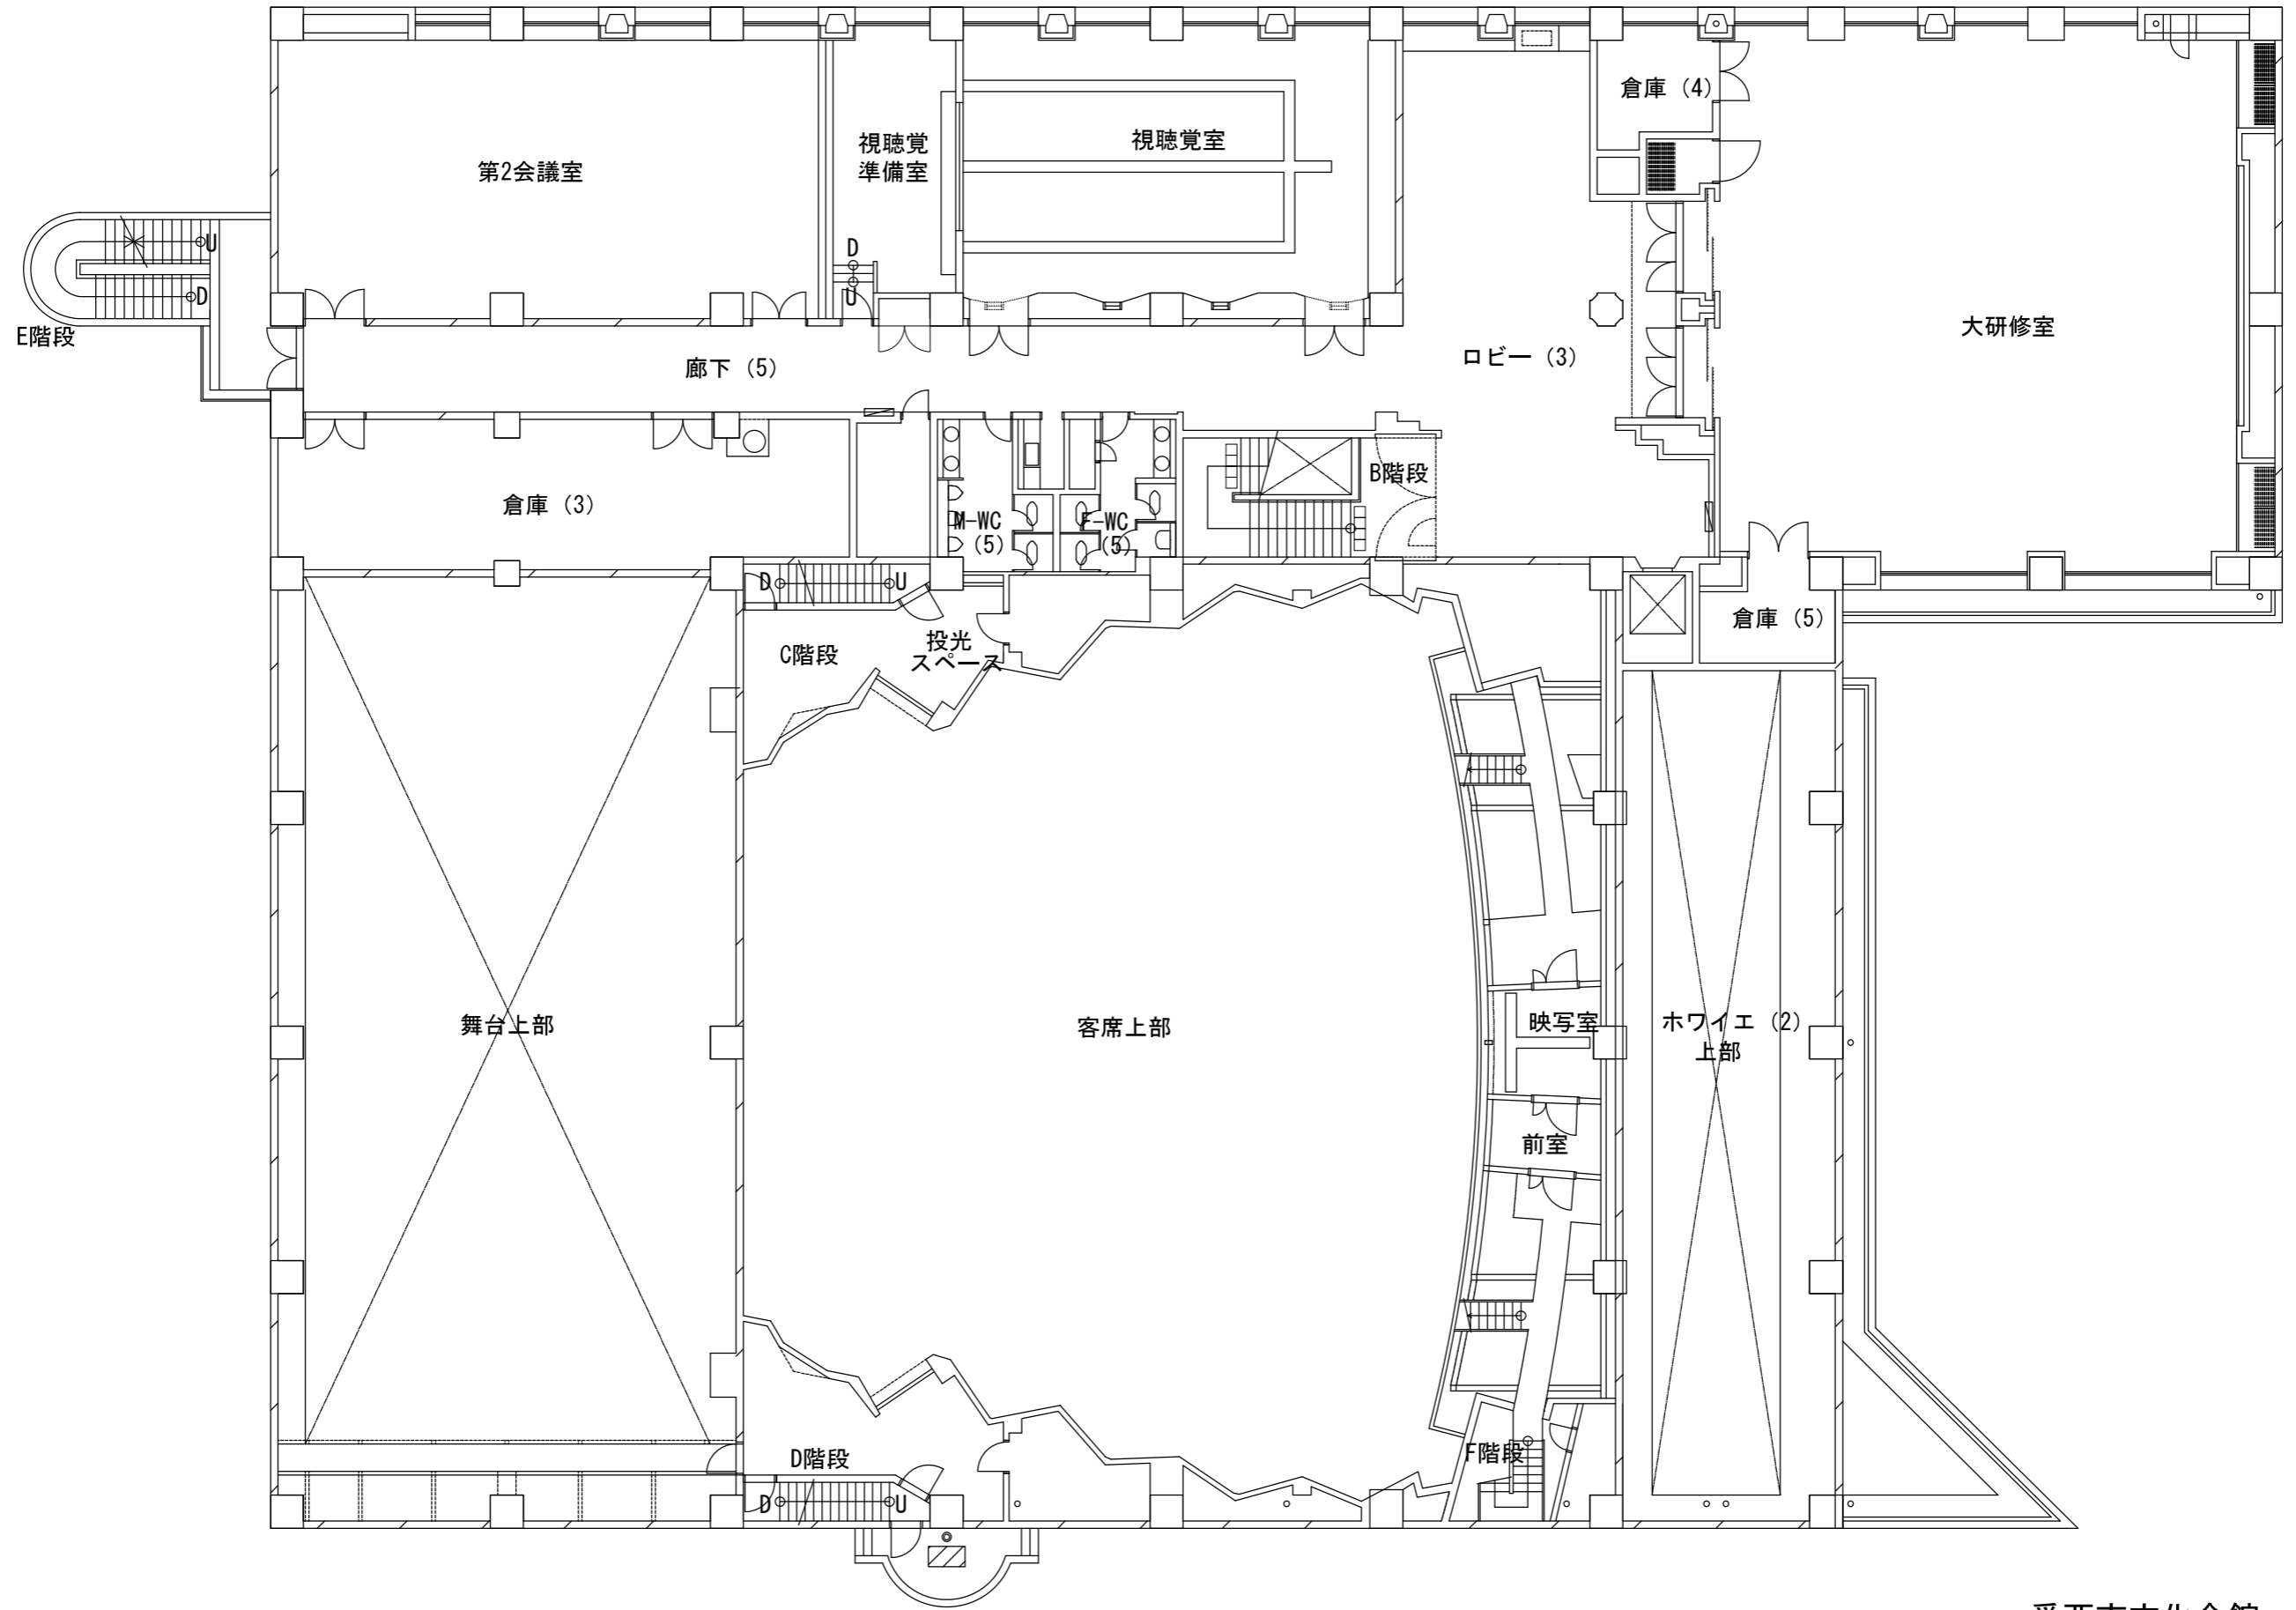 倉庫（4）
視聴覚室
視聴覚
準備室
第2会議室
U
D
D
U
E階段
大研修室
ロビー（3）
廊下（5）
B階段
倉庫（3）
M-WC
（5）
F-WC
（5）
D
U
倉庫（5）
C階段
投光
スペース
舞台上部
客席上部
映写室
ホワイエ（2）
上部
前室
D階段
F階段
D
U